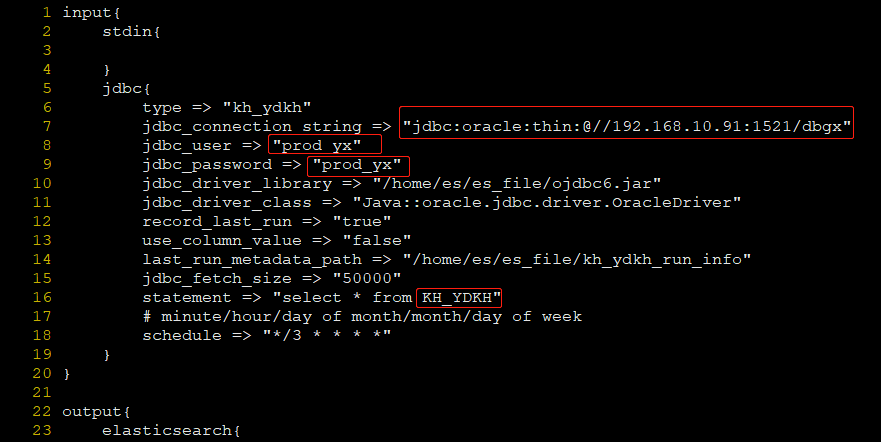 1 input{
2     stdin{
3
4     }
5     jdbc{
6         type => "kh_ydkh"
7         jdbc_connection_string => "jdbc:oracle:thin:@//192.168.10.91:1521/dbgx"
8         jdbc_user => "prod_yx"
9         jdbc_password => "prod_yx"
10         jdbc_driver_library => "/home/es/es_file/ojdbc6.jar"
11         jdbc_driver_class => "Java::oracle.jdbc.driver.OracleDriver"
12         record_last_run => "true"
13         use_column_value => "false"
14         last_run_metadata_path => "/home/es/es_file/kh_ydkh_run_info"
15         jdbc_fetch_size => "50000"
16         statement => "select * from KH_YDKH"
17         # minute/hour/day of month/month/day of week
18         schedule => "*/3 * * * *"
19     }
20 }
21
22 output{
23     elasticsearch{